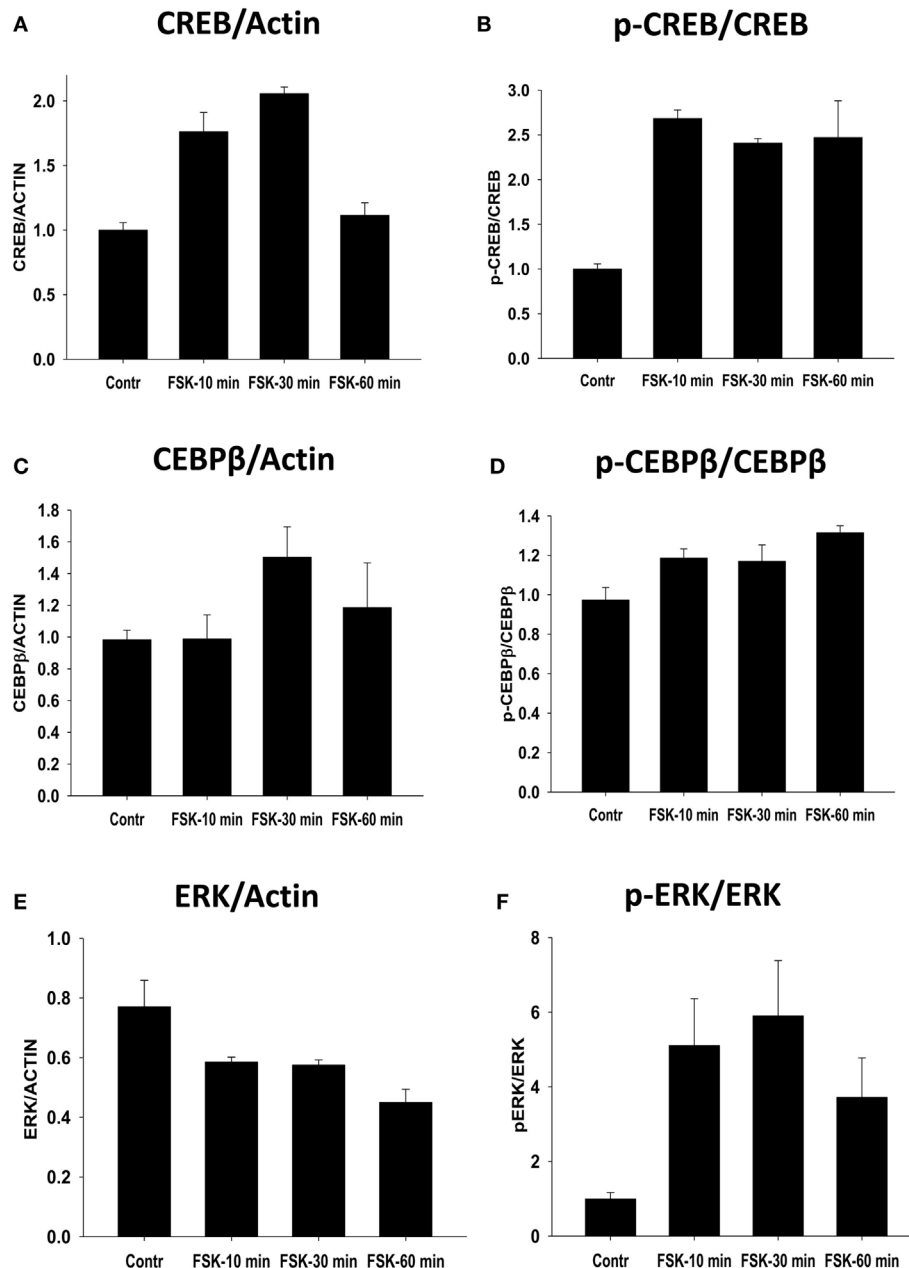 A
CREB/Actin
CREB/ACTIN
2.0
1.5
1.0
0.5
0.0
Contr FSK-10 min FSK-30 min FSK-60 min
B
p-CREB/CREB
p-CREB/CREB
3.0
2.5
2.0
1.5
1.0
0.5
0.0
Contr FSK-10 min FSK-30 min FSK-60 min
C
CEBPβ/Actin
CEBPβ/ACTIN
1.8
1.6
1.4
1.2
1.0
0.8
0.6
0.4
0.2
0.0
Contr FSK-10 min FSK-30 min FSK-60 min
D
p-CEBPβ/CEBPβ
p-CEBPβ/CEBPβ
1.4
1.2
1.0
0.8
0.6
0.4
0.2
0.0
Contr FSK-10 min FSK-30 min FSK-60 min
E
ERK/Actin
ERK/ACTIN
1.0
0.8
0.6
0.4
0.2
0.0
Contr FSK-10 min FSK-30 min FSK-60 min
F
p-ERK/ERK
pERK/ERK
8
6
4
2
0
Contr FSK-10 min FSK-30 min FSK-60 min